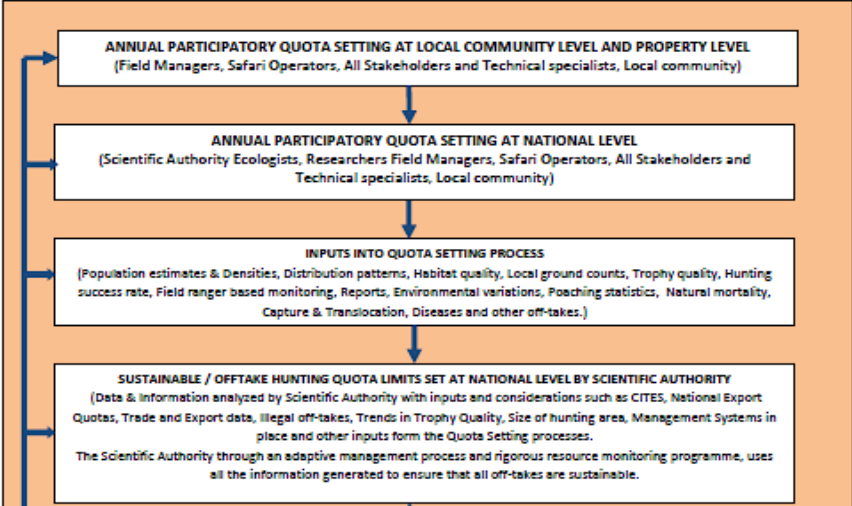 ANNUAL PARTICIPATORY QUOTA SETTING AT LOCAL COMMUNITY LEVEL AND PROPERTY LEVEL
(Field Managers, Safari Operators, All Stakeholders and Technical specialists, Local community)
ANNUAL PARTICIPATORY QUOTA SETTING AT NATIONAL LEVEL
(Scientific Authority Ecologists, Researchers Field Managers, Safari Operators, All Stakeholders and
Technical specialists, Local community)
INPUTS INTO QUOTA SETTING PROCESS
(Population estimates & Densities, Distribution patterns, Habitat quality, Local ground counts, Trophy quality, Hunting
success rate, Field ranger based monitoring, Reports, Environmental variations, Poaching statistics, Natural mortality,
Capture & Translocation, Diseases and other off-takes.)
SUSTAINABLE / OFFTAKE HUNTING QUOTA LIMITS SET AT NATIONAL LEVEL BY SCIENTIFIC AUTHORITY
(Data & Information analyzed by Scientific Authority with inputs and considerations such as CITES, National Export
Quotas, Trade and Export data, Illegal off-takes, Trends in Trophy Quality, Size of hunting area, Management Systems in
place and other inputs form the Quota Setting processes.
The Scientific Authority through an adaptive management process and rigorous resource monitoring programme, uses
all the information generated to ensure that all off-takes are sustainable.